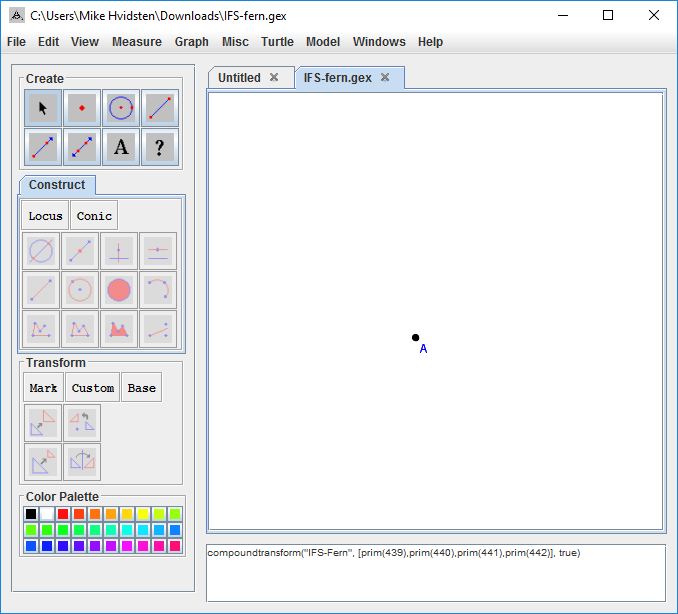 C:\Users\Mike Hvidsten\Downloads\IFS-fern.gex
File Edit View Measure Graph Misc Turtle Model Windows Help
Create
A ?
Construct
Locus Conic
Transform
Mark Custom Base
Color Palette
Untitled IFS-fern.gex
A
compoundtransform("IFS-Fern", [prim(439),prim(440),prim(441),prim(442)], true)